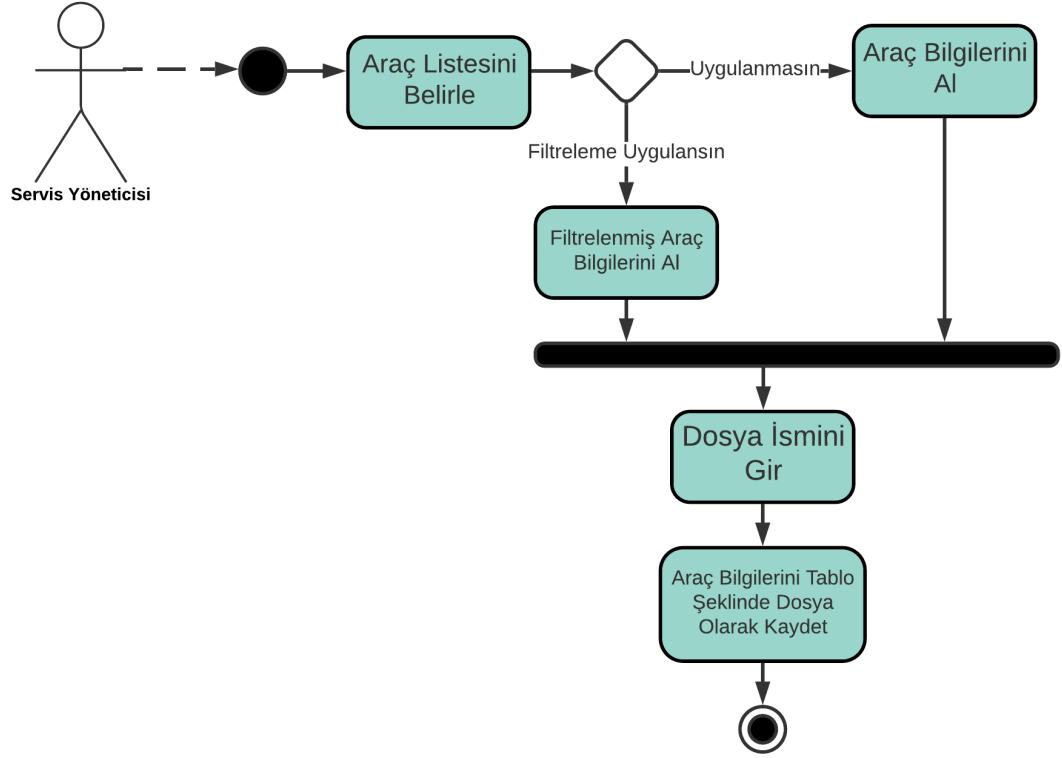 Araç Listesini
Belirle
Uygulanmasın
Araç Bilgilerini
Al
Filtreleme Uygulansın
Servis Yöneticisi
Filtrelenmiş Araç
Bilgilerini Al
Dosya İsmini
Gir
Araç Bilgilerini Tablo
Şeklinde Dosya
Olarak Kaydet